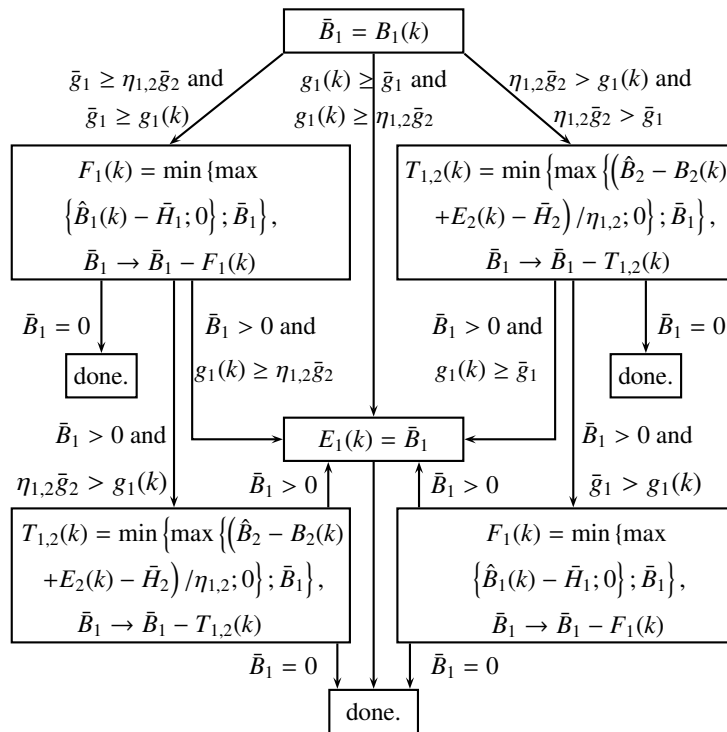 B̄₁ = B₁(k)
ḡ₁ ≥ η₁,₂ḡ₂ and
ḡ₁ ≥ g₁(k)
g₁(k) ≥ ḡ₁ and
g₁(k) ≥ η₁,₂ḡ₂
η₁,₂ḡ₂ > g₁(k) and
η₁,₂ḡ₂ > ḡ₁
F₁(k) = min {max
{B̂₁(k) − H̄₁; 0} ; B̄₁} ,
B̄₁ → B̄₁ − F₁(k)
T₁,₂(k) = min {max {(B̂₂ − B₂(k)
+E₂(k) − H̄₂) /η₁,₂; 0} ; B̄₁} ,
B̄₁ → B̄₁ − T₁,₂(k)
B̄₁ = 0
done.
B̄₁ > 0 and
g₁(k) ≥ η₁,₂ḡ₂
B̄₁ > 0 and
g₁(k) ≥ ḡ₁
B̄₁ = 0
done.
E₁(k) = B̄₁
B̄₁ > 0 and
η₁,₂ḡ₂ > g₁(k)
B̄₁ > 0
B̄₁ > 0
B̄₁ > 0 and
ḡ₁ > g₁(k)
T₁,₂(k) = min {max {(B̂₂ − B₂(k)
+E₂(k) − H̄₂) /η₁,₂; 0} ; B̄₁} ,
B̄₁ → B̄₁ − T₁,₂(k)
F₁(k) = min {max
{B̂₁(k) − H̄₁; 0} ; B̄₁} ,
B̄₁ → B̄₁ − F₁(k)
B̄₁ = 0
B̄₁ = 0
done.